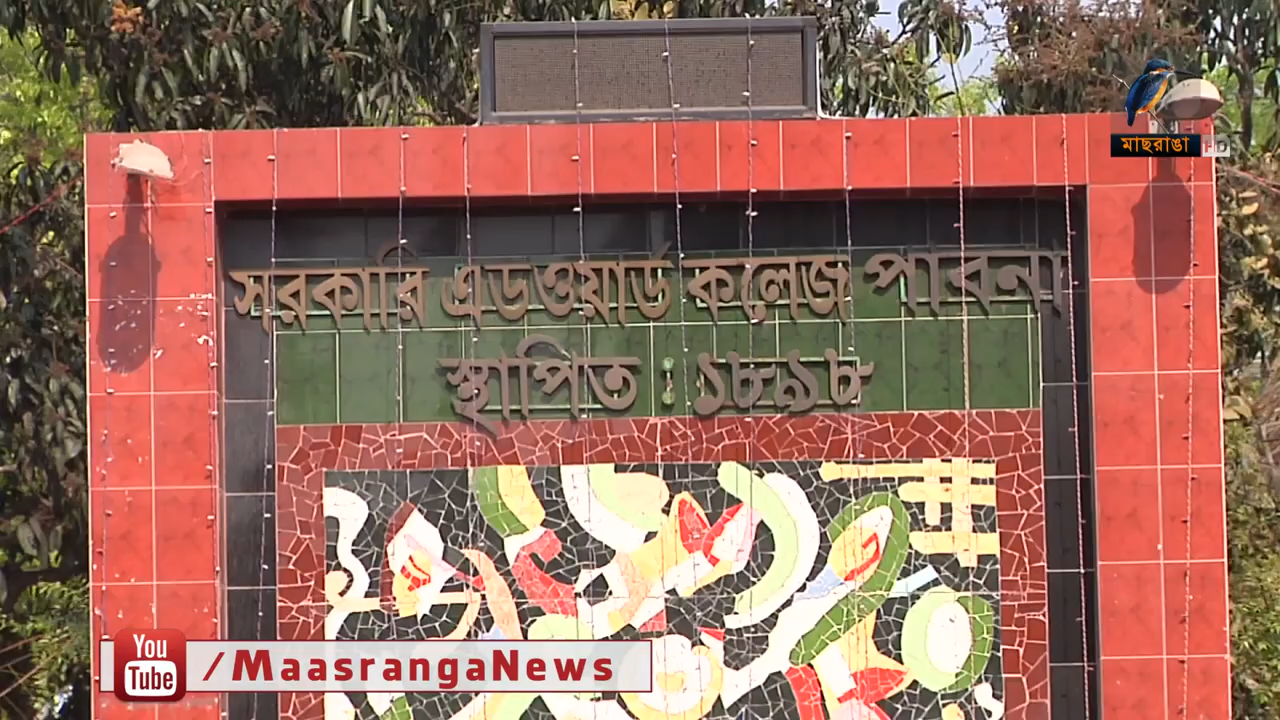 মাছরাঙা HD
সরকারি এডওয়ার্ড কলেজ পাবনা
স্থাপিত : ১৮৯৮
You
Tube
/MaasrangaNews